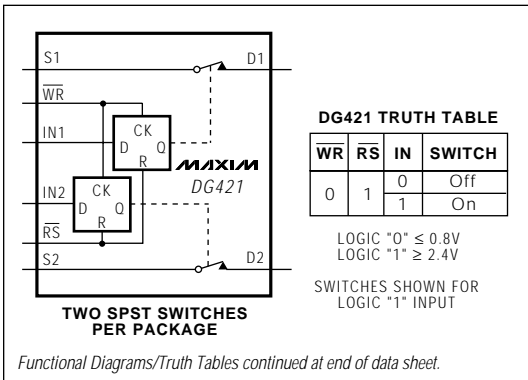 S1
D1
WR
IN1
CK
D
Q
R
MAXIM
DG421
IN2
CK
D
Q
R
RS
S2
D2
TWO SPST SWITCHES
PER PACKAGE
DG421 TRUTH TABLE
WR RS IN SWITCH
0 1 0 Off
1 On
LOGIC "0" ≤ 0.8V
LOGIC "1" ≥ 2.4V
SWITCHES SHOWN FOR
LOGIC "1" INPUT
Functional Diagrams/Truth Tables continued at end of data sheet.